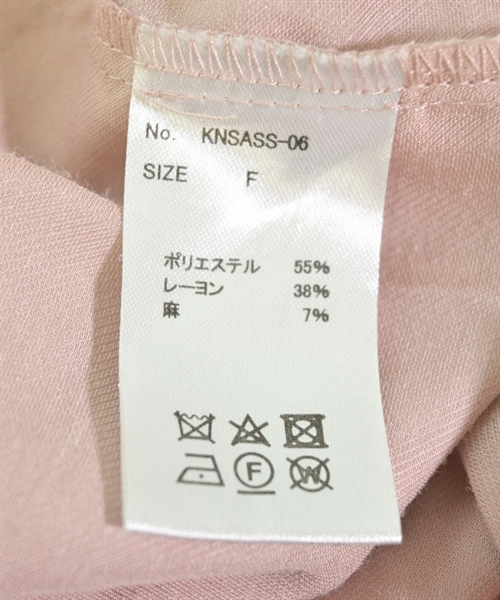 No. KNSASS-06
SIZE F
ポリエステル 55%
レーヨン 38%
麻 7%
F W